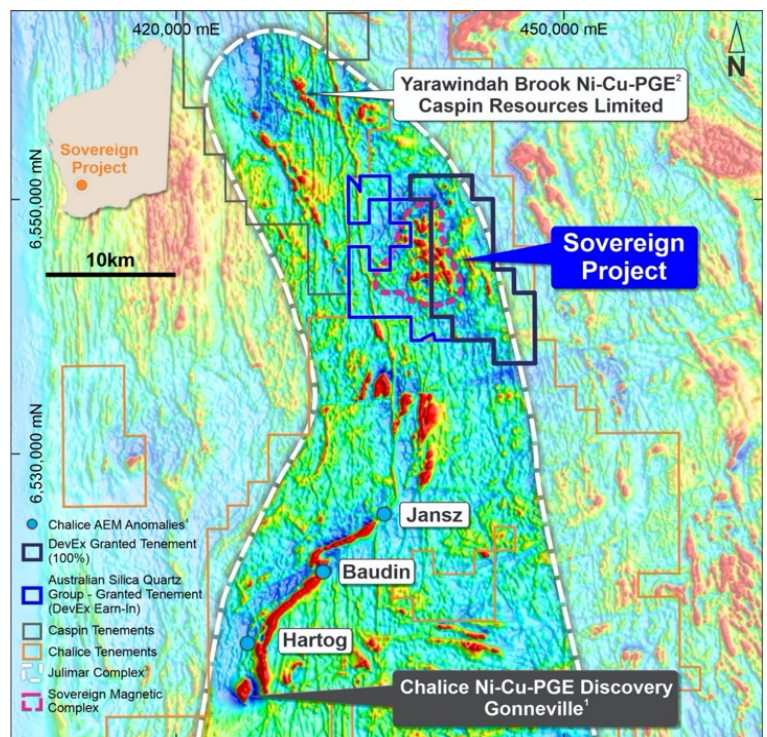 420,000 mE
450,000 mE
N
Yarawindah Brook Ni-Cu-PGE²
Caspin Resources Limited
Sovereign
Project
6,550,000 mN
10km
Sovereign
Project
6,530,000 mN
Jansz
Baudin
Hartog
Chalice Ni-Cu-PGE Discovery
Gonneville¹
Chalice AEM Anomalies⁴
DevEx Granted Tenement
(100%)
Australian Silica Quartz
Group - Granted Tenement
(DevEx Earn-In)
Caspin Tenements
Chalice Tenements
Julimar Complex³
Sovereign Magnetic
Complex